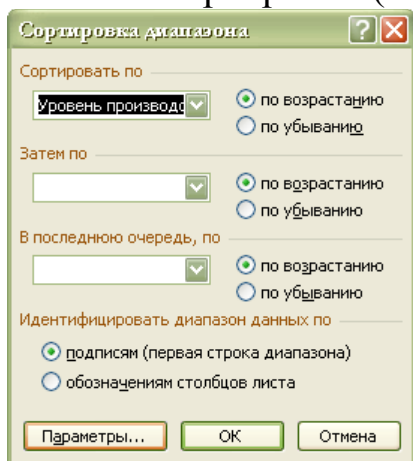 Сортировка диапазона
Сортировать по
Уровень производс
по возрастанию
по убыванию
Затем по
по возрастанию
по убыванию
В последнюю очередь, по
по возрастанию
по убыванию
Идентифицировать диапазон данных по
подписям (первая строка диапазона)
обозначениям столбцов листа
Параметры... ОК Отмена